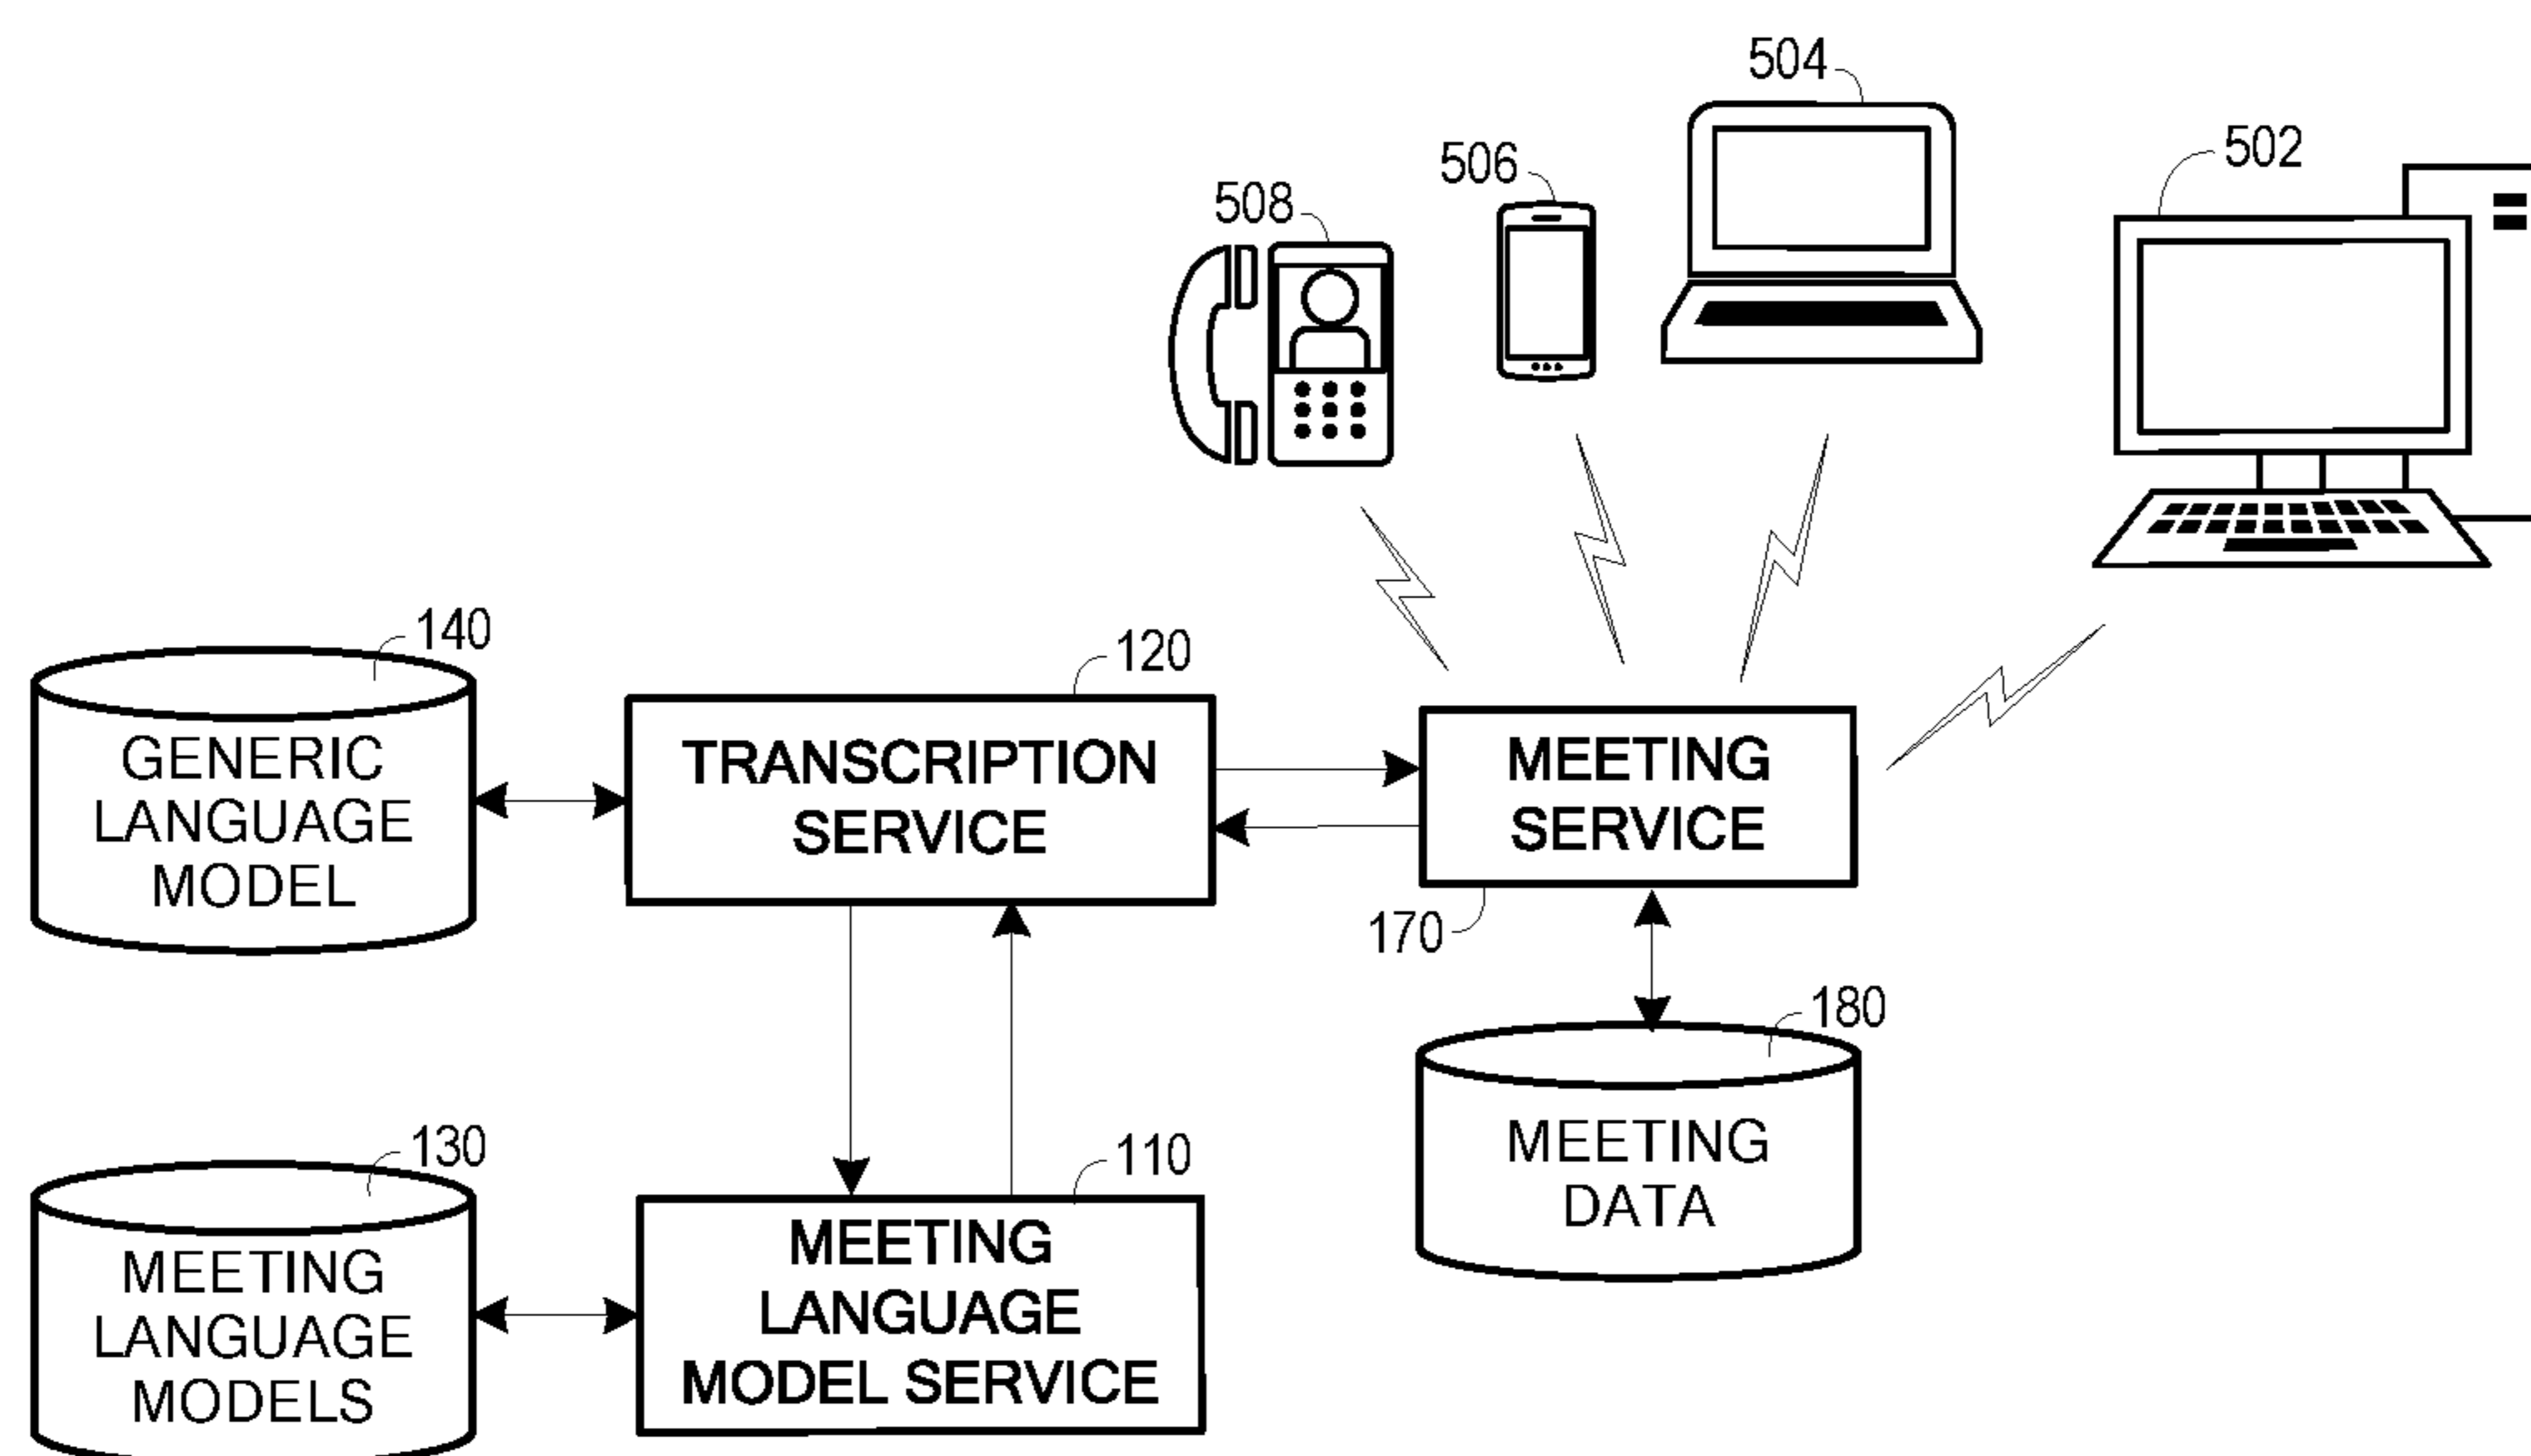 504
502
506
508
140
120
GENERIC
LANGUAGE
MODEL
TRANSCRIPTION
SERVICE
MEETING
SERVICE
170
180
MEETING
DATA
130
110
MEETING
LANGUAGE
MODELS
MEETING
LANGUAGE
MODEL SERVICE